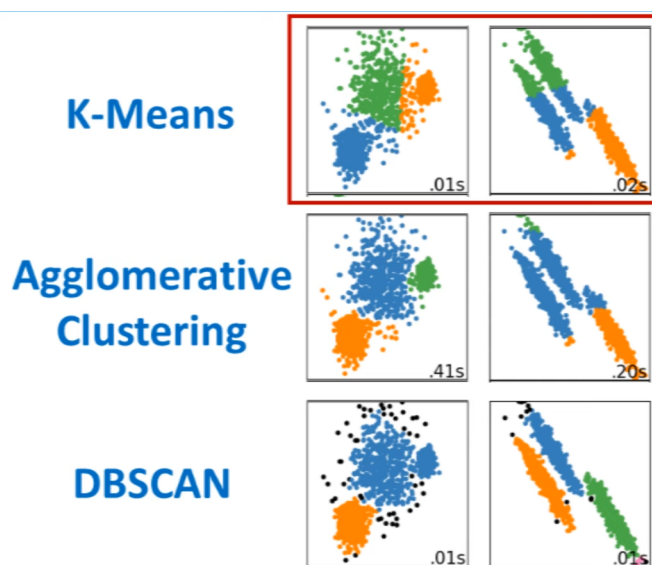 K-Means
.01s
.02s
Agglomerative
Clustering
.41s
.20s
DBSCAN
.01s
.01s